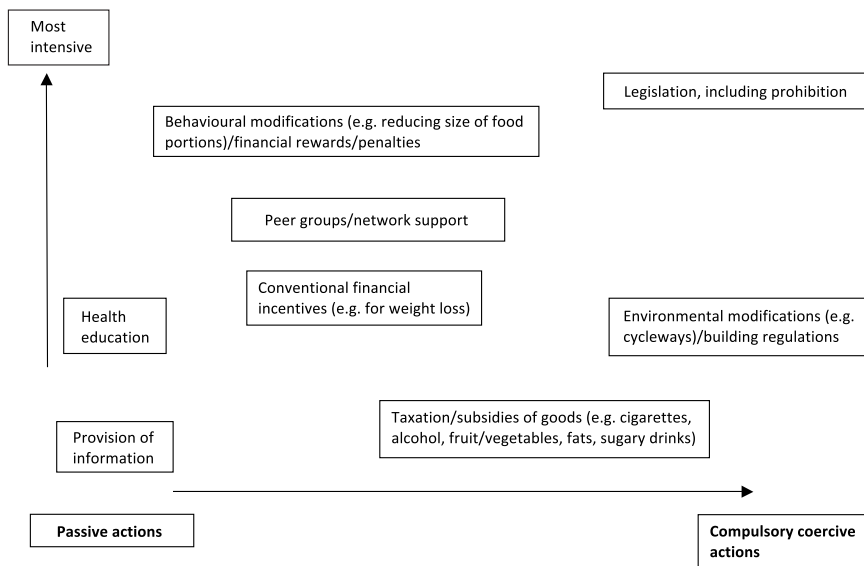 Most
intensive
Legislation, including prohibition
Behavioural modifications (e.g. reducing size of food
portions)/financial rewards/penalties
Peer groups/network support
Conventional financial
incentives (e.g. for weight loss)
Health
education
Environmental modifications (e.g.
cycleways)/building regulations
Taxation/subsidies of goods (e.g. cigarettes,
alcohol, fruit/vegetables, fats, sugary drinks)
Provision of
information
Passive actions
Compulsory coercive
actions